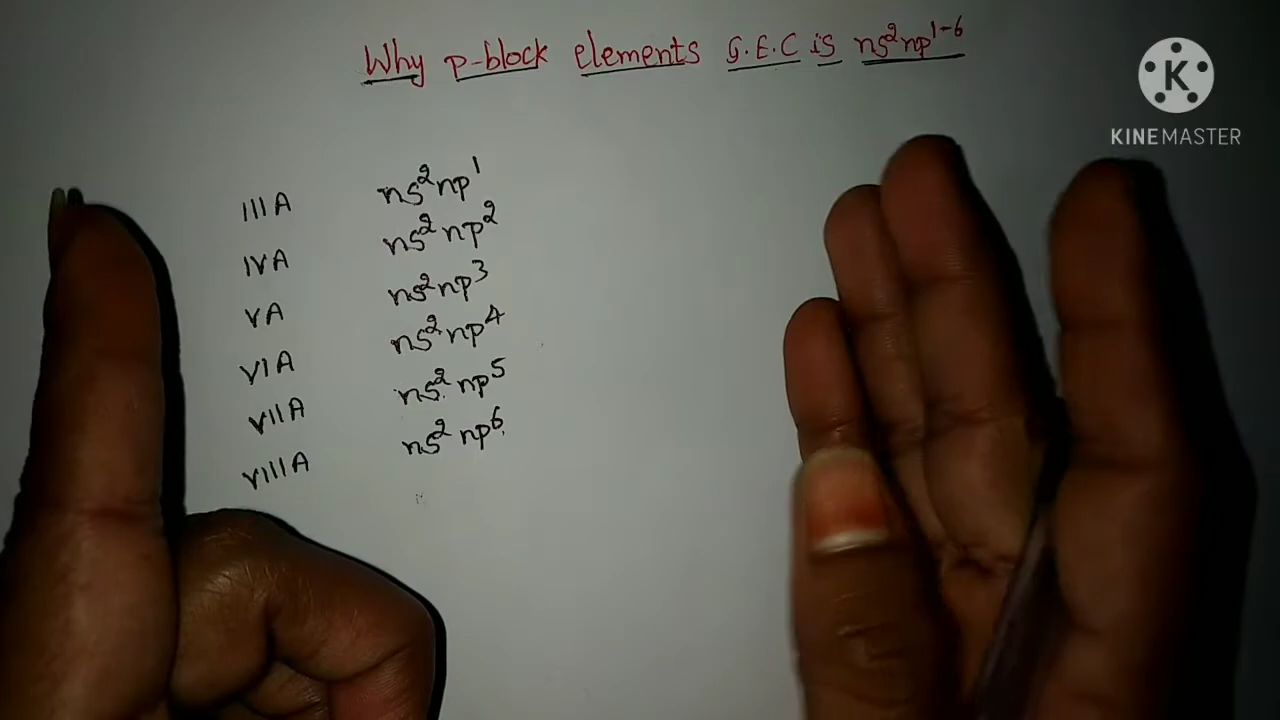 Why p-block elements G.E.C is ns²np¹⁻⁶
K
KINEMASTER
IIIA ns²np¹
IVA ns²np²
VA ns²np³
VIA ns²np⁴
VIIA ns²np⁵
VIIIA ns²np⁶